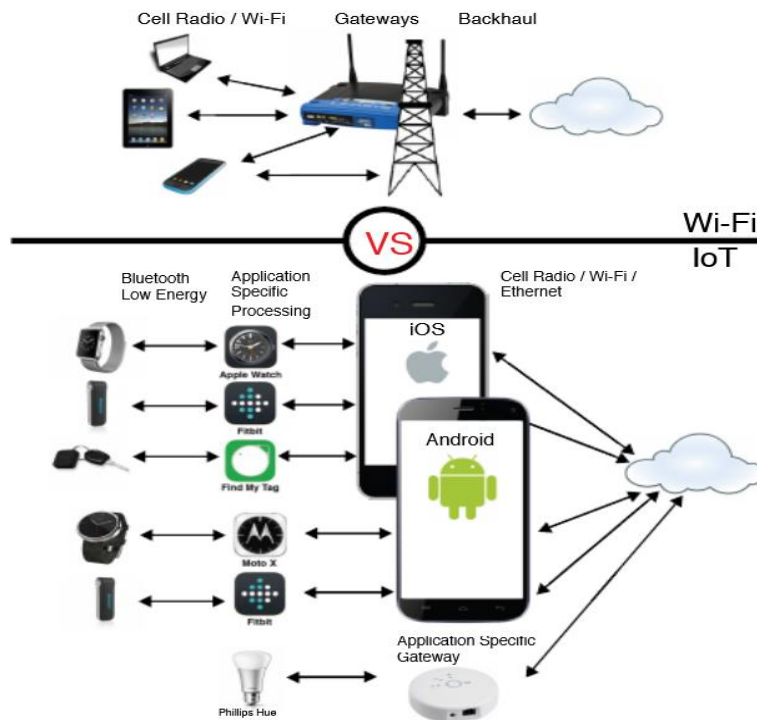 Cell Radio / Wi-Fi
Gateways
Backhaul
VS
Wi-Fi
IoT
Bluetooth
Low Energy
Application
Specific
Processing
Cell Radio / Wi-Fi /
Ethernet
iOS
Apple Watch
Fitbit
Android
Find My Tag
Moto X
Fitbit
Application Specific
Gateway
Phillips Hue